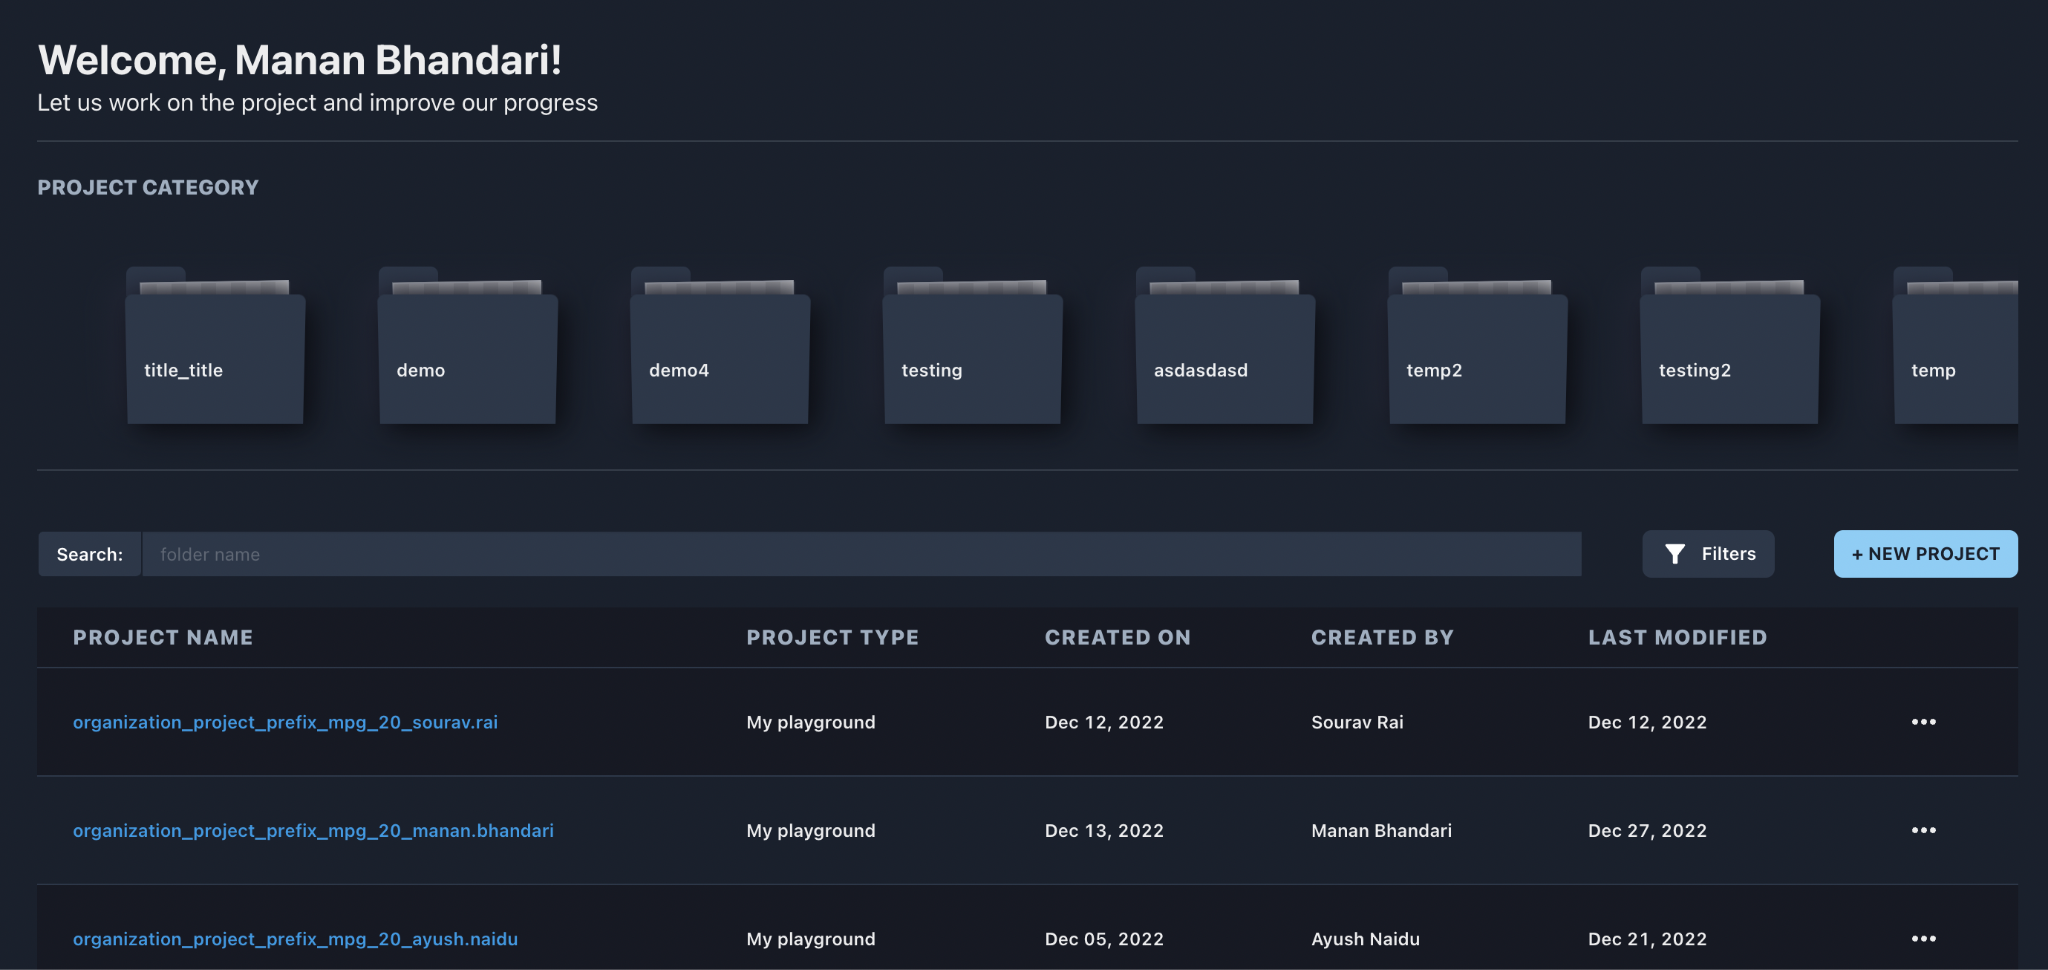 Welcome, Manan Bhandari!
Let us work on the project and improve our progress
PROJECT CATEGORY
title_title demo demo4 testing asdasdasd temp2 testing2 temp
Search: folder name Filters + NEW PROJECT
PROJECT NAME PROJECT TYPE CREATED ON CREATED BY LAST MODIFIED
organization_project_prefix_mpg_20_sourav.rai My playground Dec 12, 2022 Sourav Rai Dec 12, 2022
organization_project_prefix_mpg_20_manan.bhandari My playground Dec 13, 2022 Manan Bhandari Dec 27, 2022
organization_project_prefix_mpg_20_ayush.naidu My playground Dec 05, 2022 Ayush Naidu Dec 21, 2022